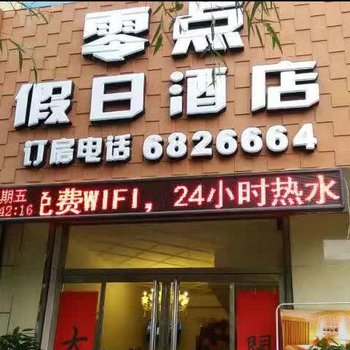 零点
假日酒店
订房电话 6826664
期五
42:16
免费WIFI，24小时热水
大